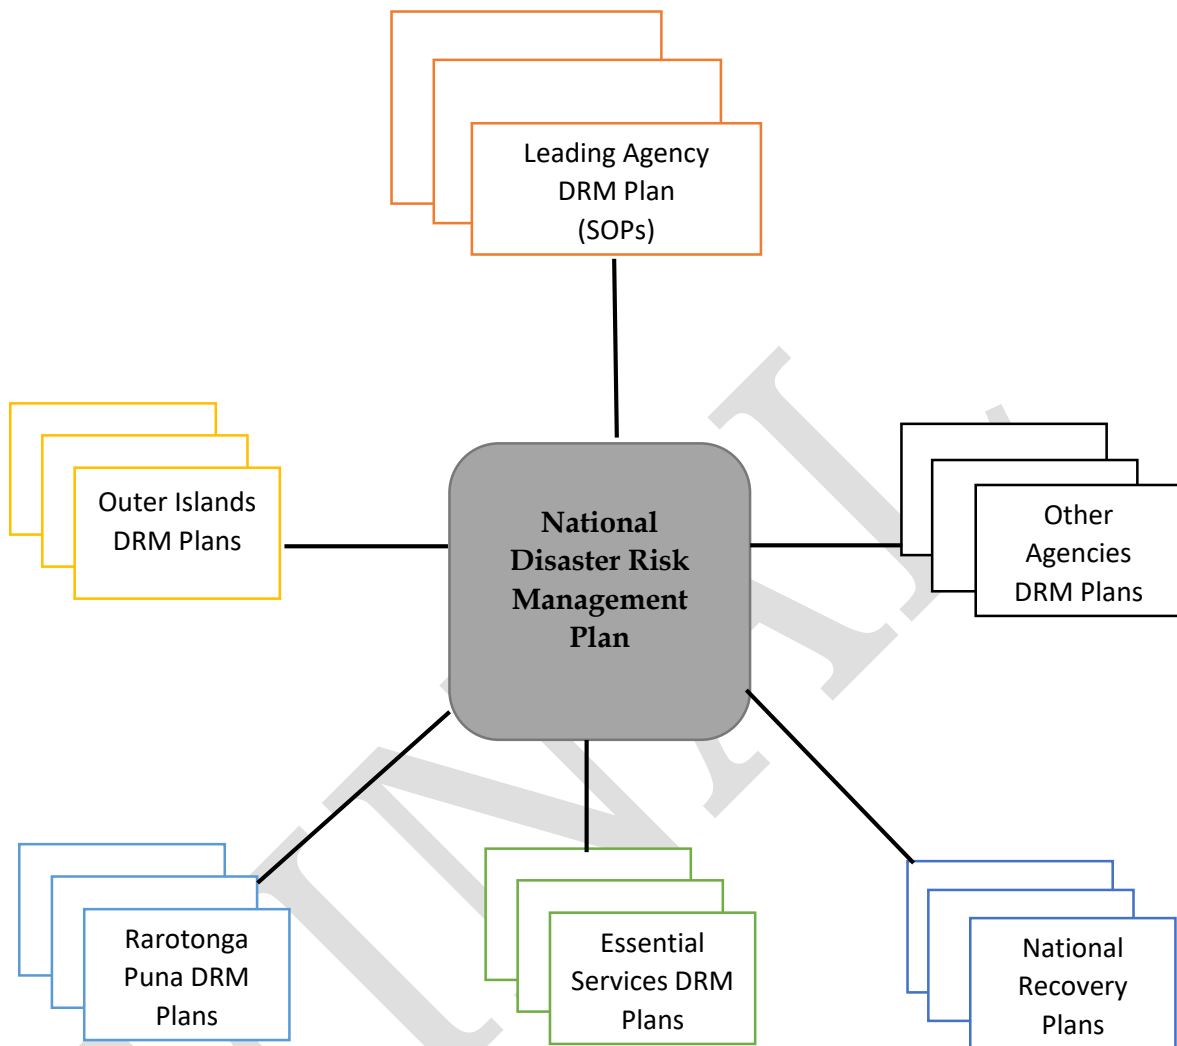 Leading Agency
DRM Plan
(SOPs)
Outer Islands
DRM Plans
National
Disaster Risk
Management
Plan
Other
Agencies
DRM Plans
Rarotonga
Puna DRM
Plans
Essential
Services DRM
Plans
National
Recovery
Plans